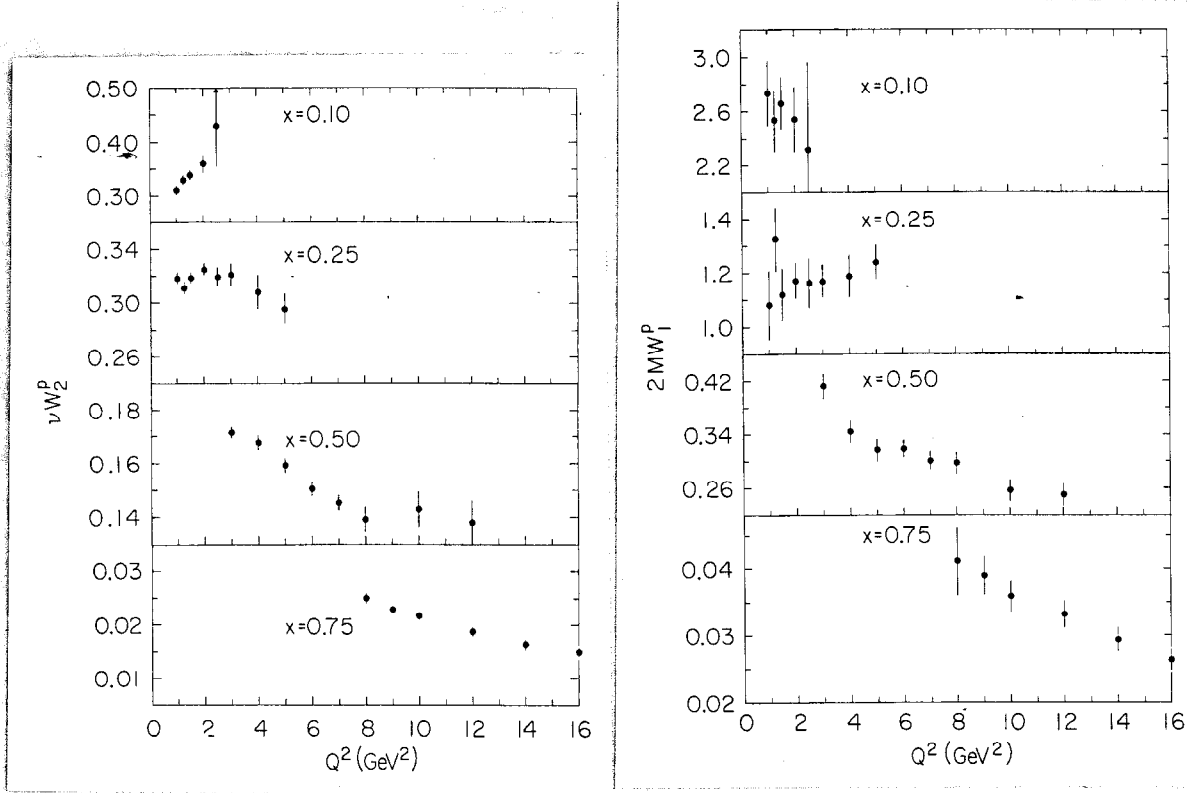 0.50
x=0.10
0.40
0.30
0.34
x=0.25
0.30
0.26
νW₂ᵖ
0.18
x=0.50
0.16
0.14
0.03
0.02
x=0.75
0.01
0 2 4 6 8 10 12 14 16
Q² (GeV²)
3.0
x=0.10
2.6
2.2
1.4
x=0.25
1.2
1.0
2MW₁ᵖ
0.42
x=0.50
0.34
0.26
x=0.75
0.04
0.03
0.02
0 2 4 6 8 10 12 14 16
Q² (GeV²)